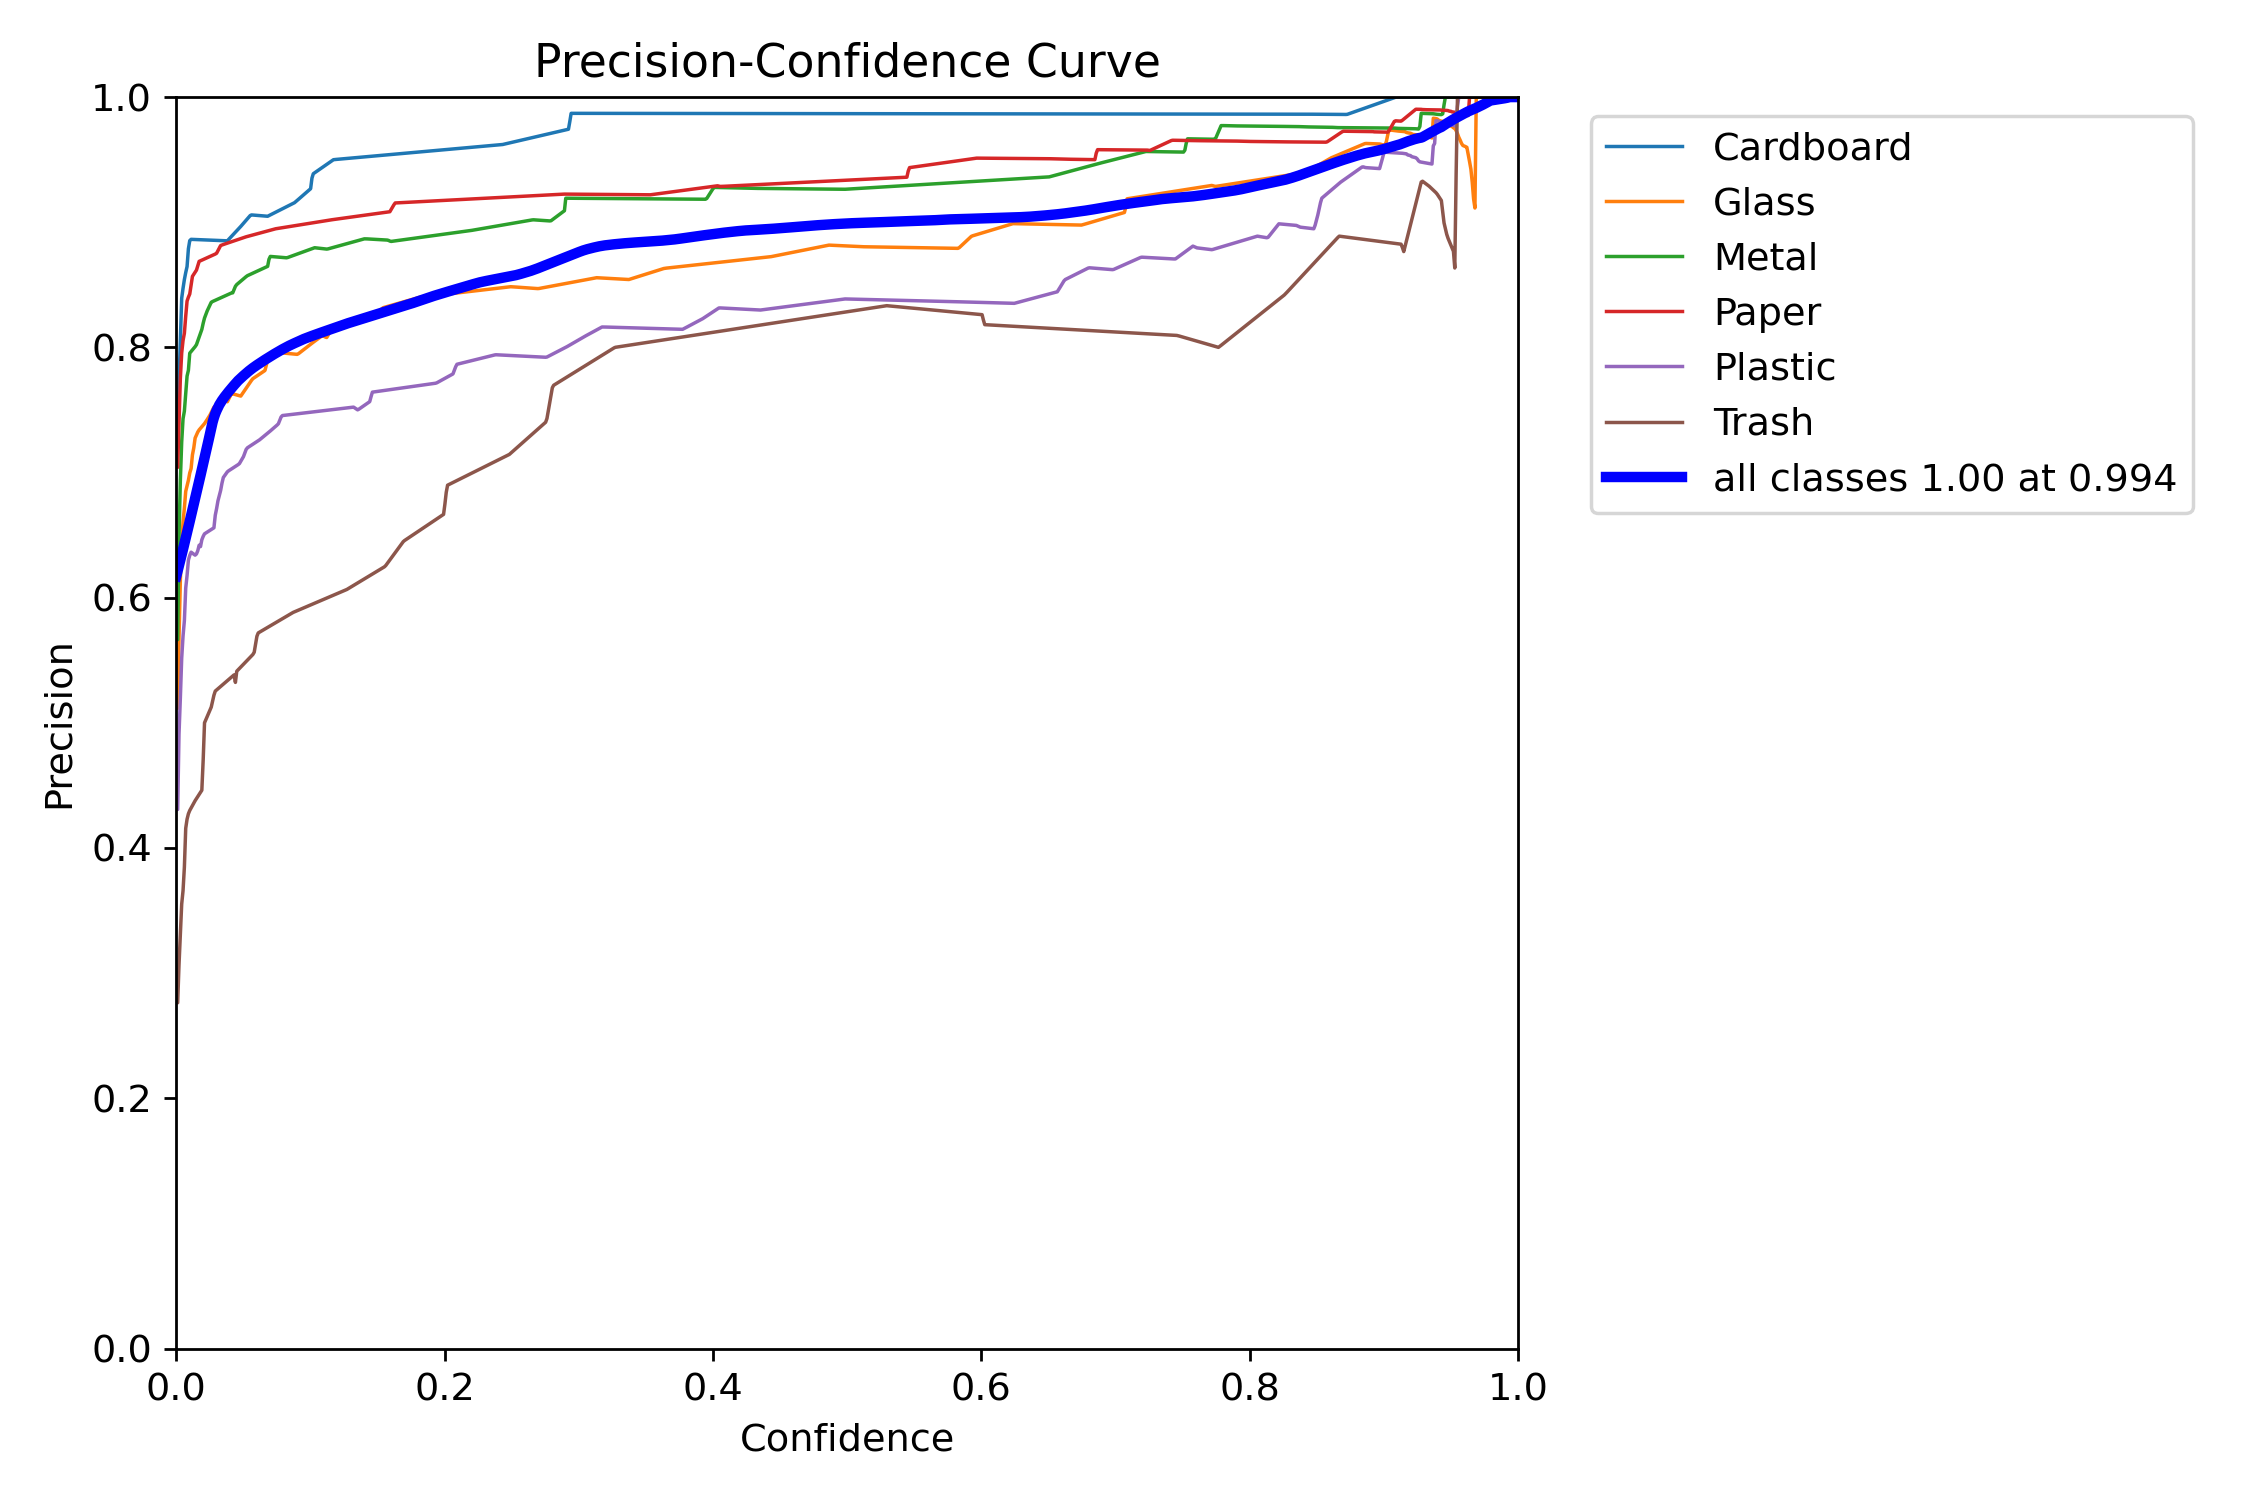 Precision-Confidence Curve
1.0
0.8
0.6
0.4
0.2
0.0
Precision
0.0 0.2 0.4 0.6 0.8 1.0
Confidence
Cardboard
Glass
Metal
Paper
Plastic
Trash
all classes 1.00 at 0.994